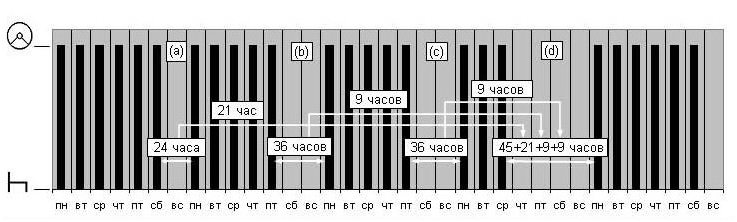 (a) (b) (c) (d)
9 часов
9 часов
21 час
24 часа 36 часов 36 часов 45+21+9+9 часов
пн вт ср чт пт сб вс пн вт ср чт пт сб вс пн вт ср чт пт сб вс пн вт ср чт пт сб вс пн вт ср чт пт сб вс